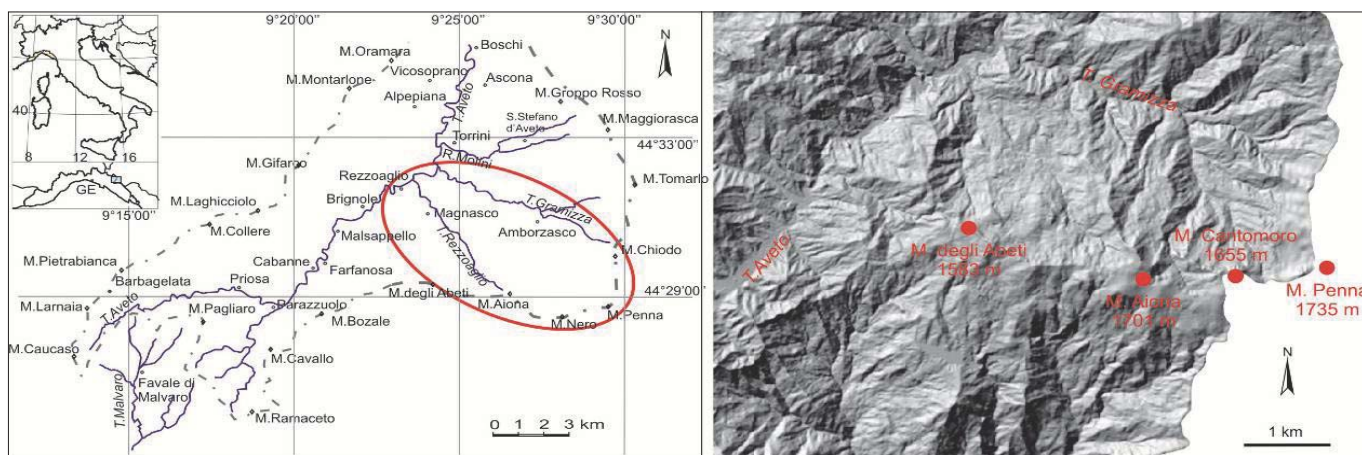 9°20'00''
9°25'00''
9°30'00''
M.Oramara
Boschi
N
M.Montarlone
Vicosoprano
Ascona
Alpepiana
T.Aveto
M.Groppo Rosso
40
M.Maggiorasca
S.Stefano
d'Aveto
Torrini
44°33'00''
8
12
16
R.Molini
M.Gifarco
GE
Rezzoaglio
M.Tomarlo
9°15'00''
M.Laghicciolo
Brignole
T.Gramizza
Magnasco
M.Collere
Malsappello
Amborzasco
T.Rezzoaglio
M.Chiodo
M.Pietrabianca
Cabanne
Barbagelata
Priosa
Farfanosa
M.degli Abeti
44°29'00''
M.Larnaia
T.Aveto
M.Pagliaro
Parazzuolo
M.Aiona
M.Penna
M.Bozale
M.Nero
M.Caucaso
M.Cavallo
Favale di
Malvaro
T.Malvaro
M.Ramaceto
0 1 2 3 km
T. Gramizza
T.Aveto
M. degli Abeti
M. Cantomoro
1655 m
M. Aiona
1701 m
M. Penna
1735 m
N
1 km